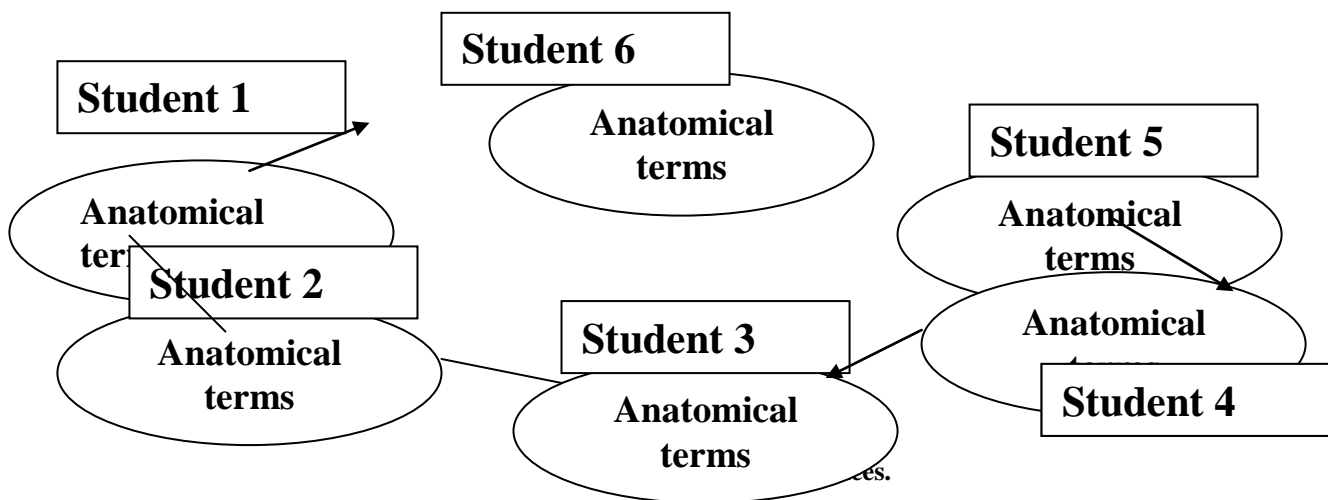 Student 6
Student 1
Anatomical
terms
Student 5
Anatomical
terms
Anatomical
Student 2
Anatomical
terms
Student 3
Anatomical
terms
Anatomical
Student 4